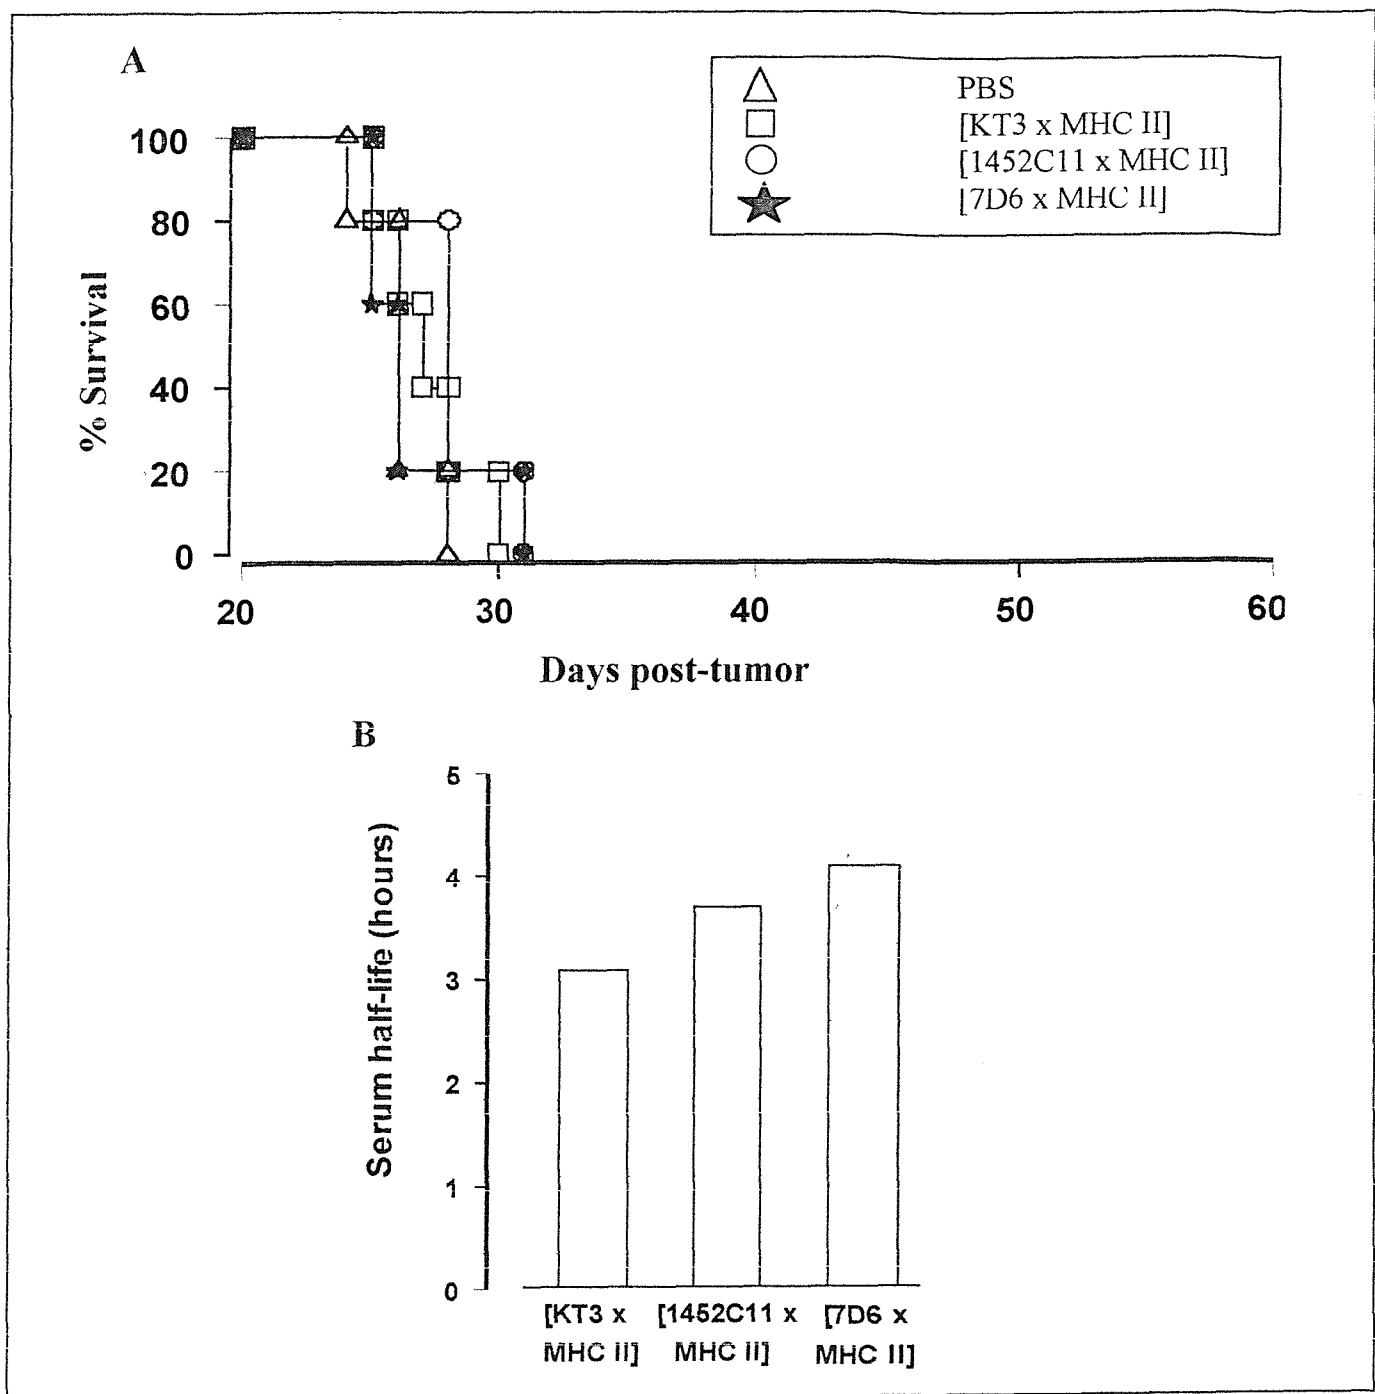 A
PBS
[KT3 x MHC II]
[1452C11 x MHC II]
[7D6 x MHC II]
100
80
60
40
20
0
% Survival
20 30 40 50 60
Days post-tumor
B
5
4
3
2
1
0
Serum half-life (hours)
[KT3 x [1452C11 x [7D6 x
MHC II] MHC II] MHC II]